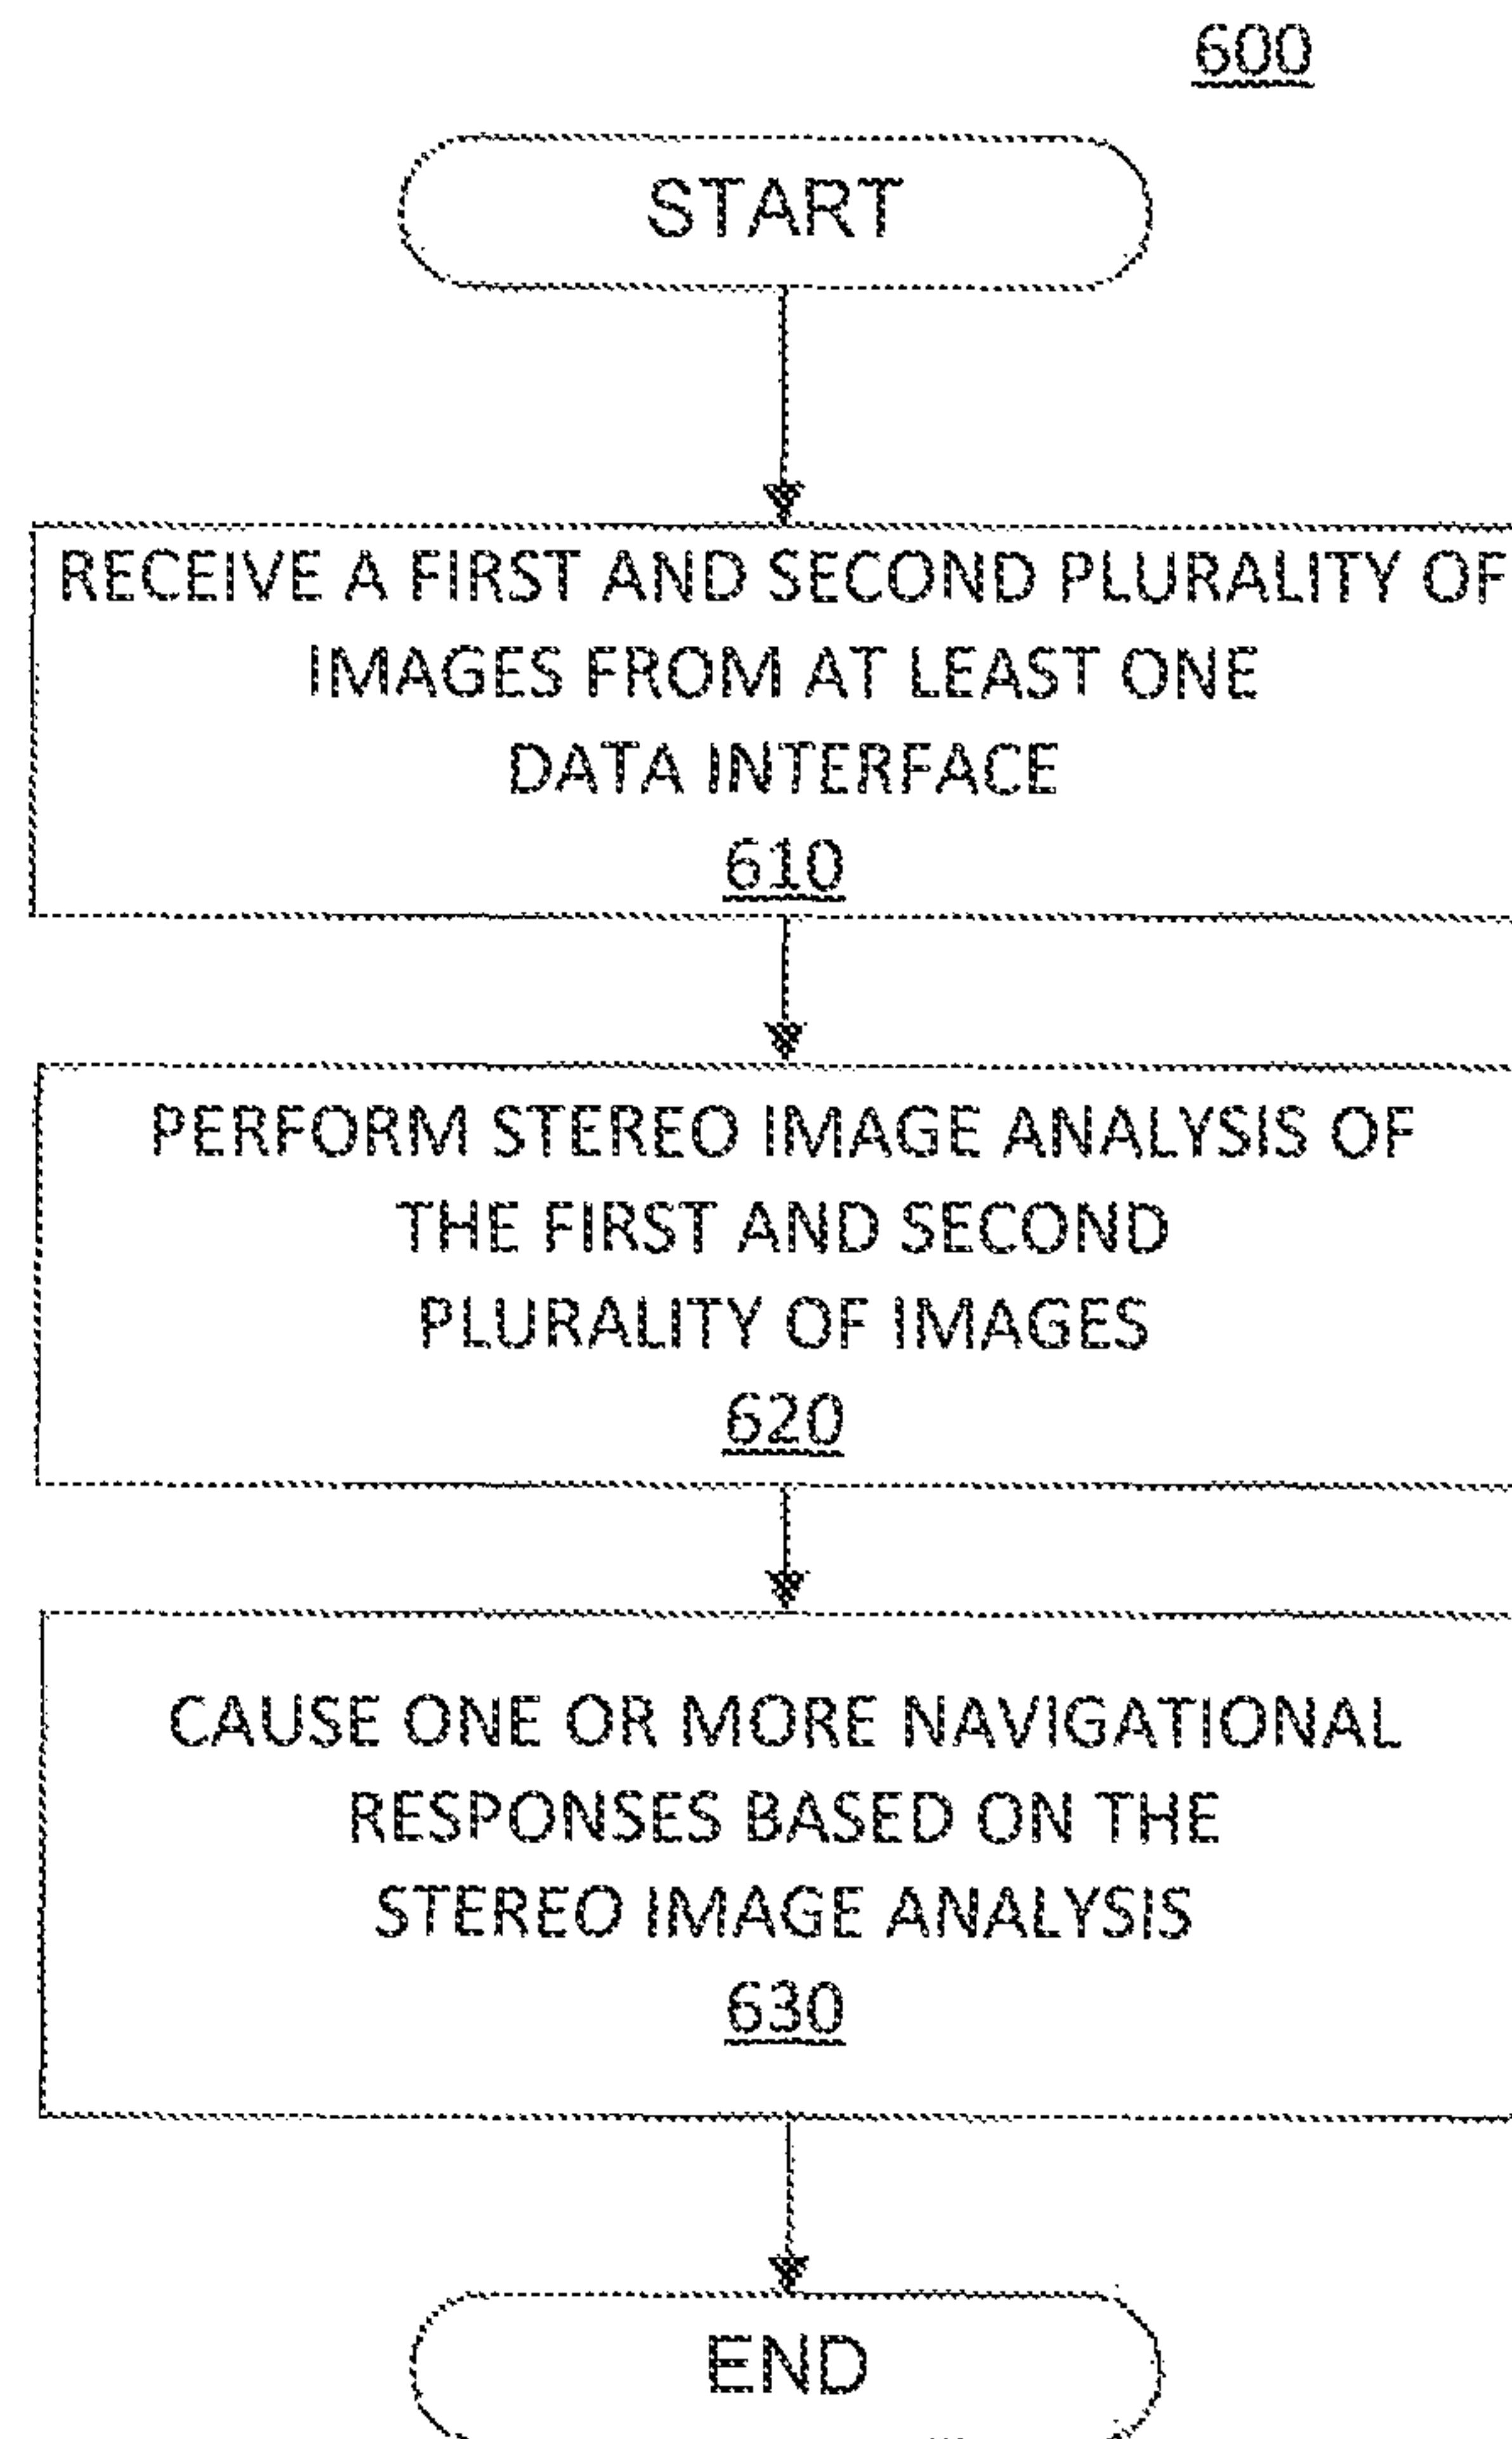 600
START
RECEIVE A FIRST AND SECOND PLURALITY OF
IMAGES FROM AT LEAST ONE
DATA INTERFACE
610
PERFORM STEREO IMAGE ANALYSIS OF
THE FIRST AND SECOND
PLURALITY OF IMAGES
620
CAUSE ONE OR MORE NAVIGATIONAL
RESPONSES BASED ON THE
STEREO IMAGE ANALYSIS
630
END